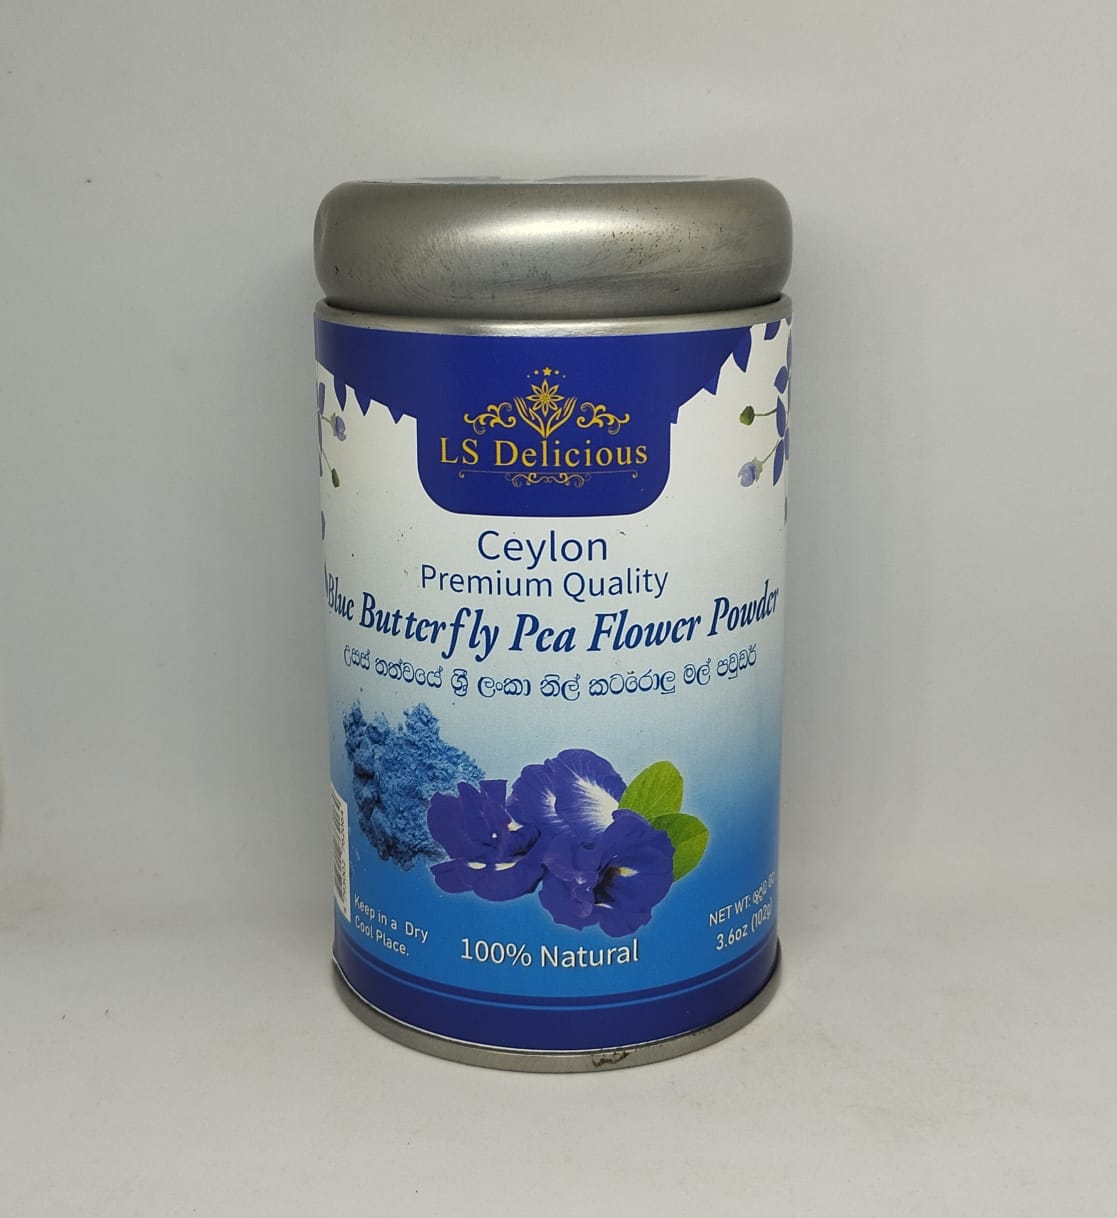 LS Delicious
Ceylon
Premium Quality
Blue Butterfly Pea Flower Powder
උසස් තත්වයේ ශ්‍රී ලංකා නිල් කටරොලු මල් පවුඩර්
Keep in a Dry
Cool Place.
100% Natural
NET WT:
3.6oz (102g)